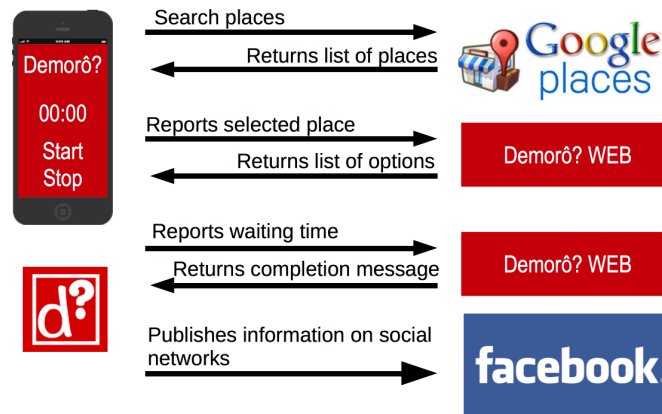 Search places
Returns list of places
Google
places
Demorô?
00:00
Start
Stop
Reports selected place
Returns list of options
Demorô? WEB
Reports waiting time
Returns completion message
Demorô? WEB
d?
Publishes information on social
networks
facebook